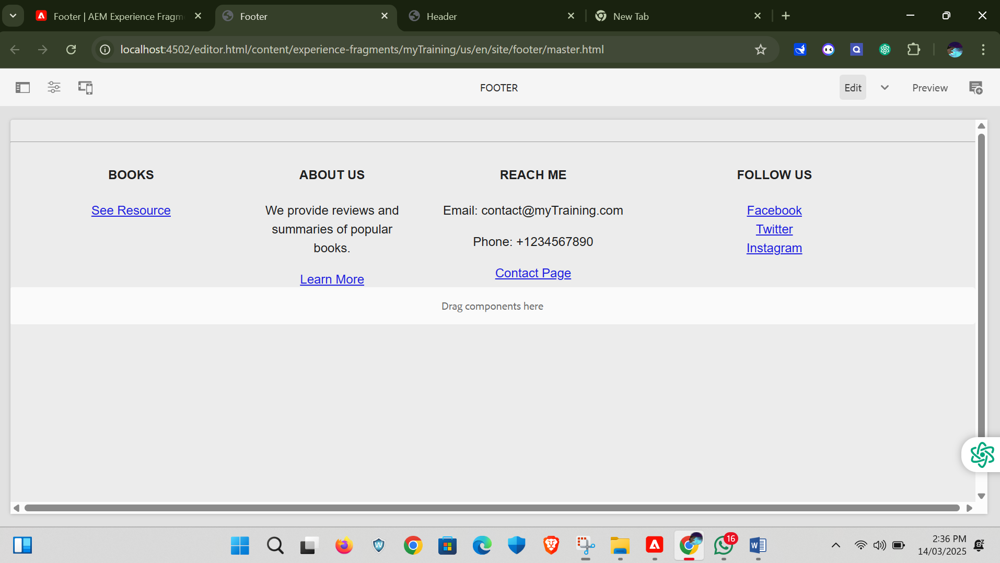 Footer | AEM Experience Fragm
Footer
Header
New Tab
localhost:4502/editor.html/content/experience-fragments/myTraining/us/en/site/footer/master.html
FOOTER
Edit
Preview
BOOKS
ABOUT US
REACH ME
FOLLOW US
See Resource
We provide reviews and
summaries of popular
books.
Learn More
Email: contact@myTraining.com
Phone: +1234567890
Contact Page
Facebook
Twitter
Instagram
Drag components here
16
2:36 PM
14/03/2025